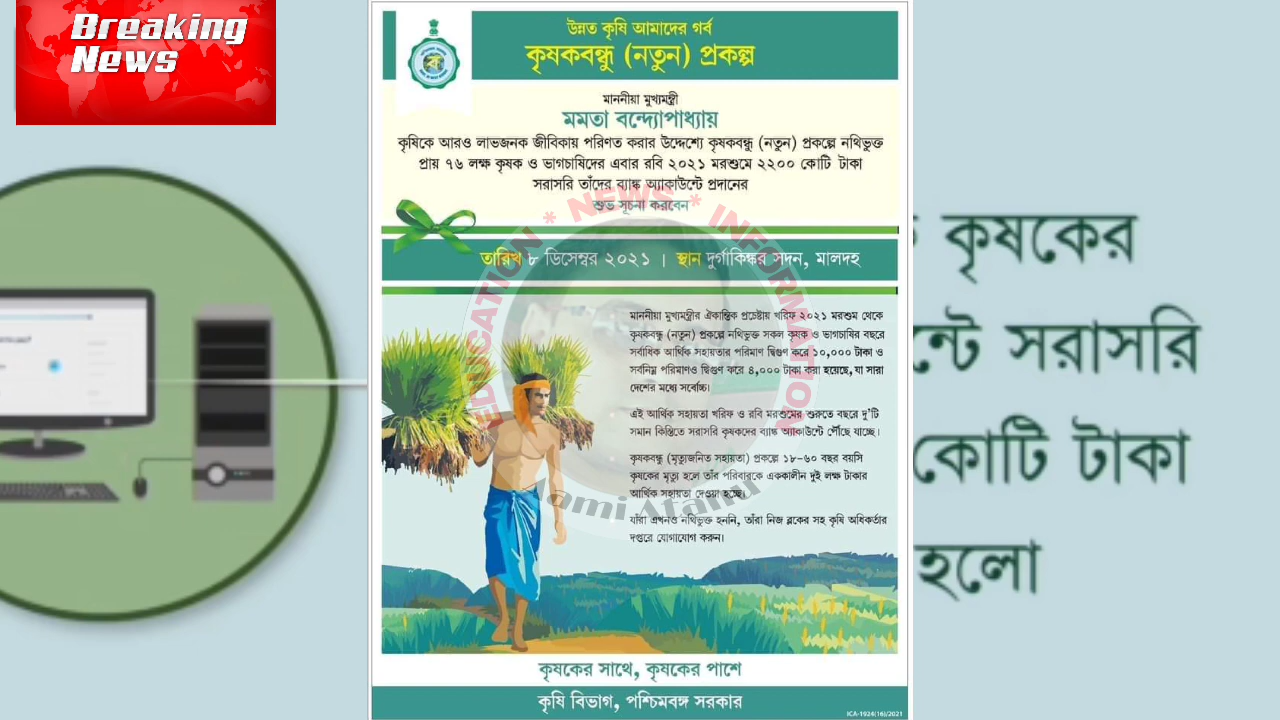 Breaking
News
উন্নত কৃষি আমাদের গর্ব
কৃষকবন্ধু (নতুন) প্রকল্প
মাননীয়া মুখ্যমন্ত্রী
মমতা বন্দ্যোপাধ্যায়
কৃষিকে আরও লাভজনক জীবিকায় পরিণত করার উদ্দেশ্যে কৃষকবন্ধু (নতুন) প্রকল্পে নথিভুক্ত
প্রায় ৭৬ লক্ষ কৃষক ও ভাগচাষিদের এবার রবি ২০২১ মরশুমে ২২০০ কোটি টাকা
সরাসরি তাঁদের ব্যাঙ্ক অ্যাকাউন্টে প্রদানের
শুভ সূচনা করবেন
তারিখ ৮ ডিসেম্বর ২০২১ । স্থান দুর্গাকিঙ্কর সদন, মালদহ
মাননীয়া মুখ্যমন্ত্রীর ঐকান্তিক প্রচেষ্টায় খরিফ ২০২১ মরশুম থেকে
কৃষকবন্ধু (নতুন) প্রকল্পে নথিভুক্ত সকল কৃষক ও ভাগচাষির বছরে
সর্বাধিক আর্থিক সহায়তার পরিমাণ দ্বিগুণ করে ১০,০০০ টাকা ও
সর্বনিম্ন পরিমাণও দ্বিগুণ করে ৪,০০০ টাকা করা হয়েছে, যা সারা
দেশের মধ্যে সর্বোচ্চ।
এই আর্থিক সহায়তা খরিফ ও রবি মরশুমের শুরুতে বছরে দু'টি
সমান কিস্তিতে সরাসরি কৃষকদের ব্যাঙ্ক অ্যাকাউন্টে পৌঁছে যাচ্ছে।
কৃষকবন্ধু (মৃত্যুজনিত সহায়তা) প্রকল্পে ১৮-৬০ বছর বয়সি
কৃষকের মৃত্যু হলে তাঁর পরিবারকে এককালীন দুই লক্ষ টাকার
আর্থিক সহায়তা দেওয়া হচ্ছে।
যাঁরা এখনও নথিভুক্ত হননি, তাঁরা নিজ ব্লকের সহ কৃষি অধিকর্তার
দপ্তরে যোগাযোগ করুন।
EDUCATION * NEWS * INFORMATION
Aami Atanu
কৃষকের সাথে, কৃষকের পাশে
কৃষি বিভাগ, পশ্চিমবঙ্গ সরকার
ICA-1924(16)/2021
কৃষকের
ন্টে সরাসরি
কোটি টাকা
হলো